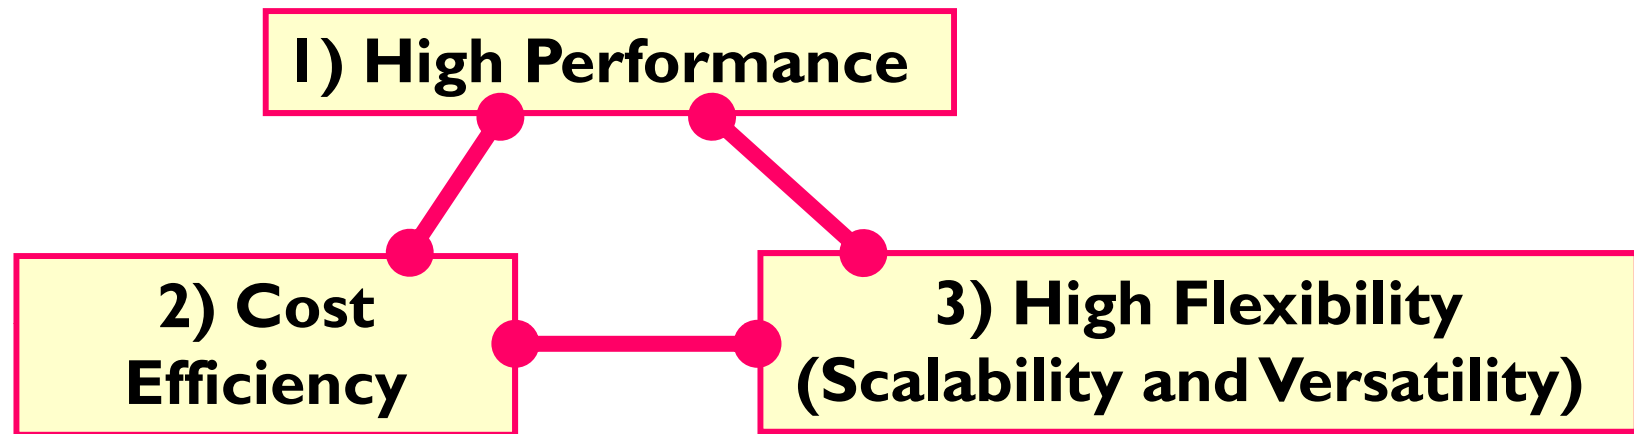 1) High Performance
2) Cost
Efficiency
3) High Flexibility
(Scalability and Versatility)